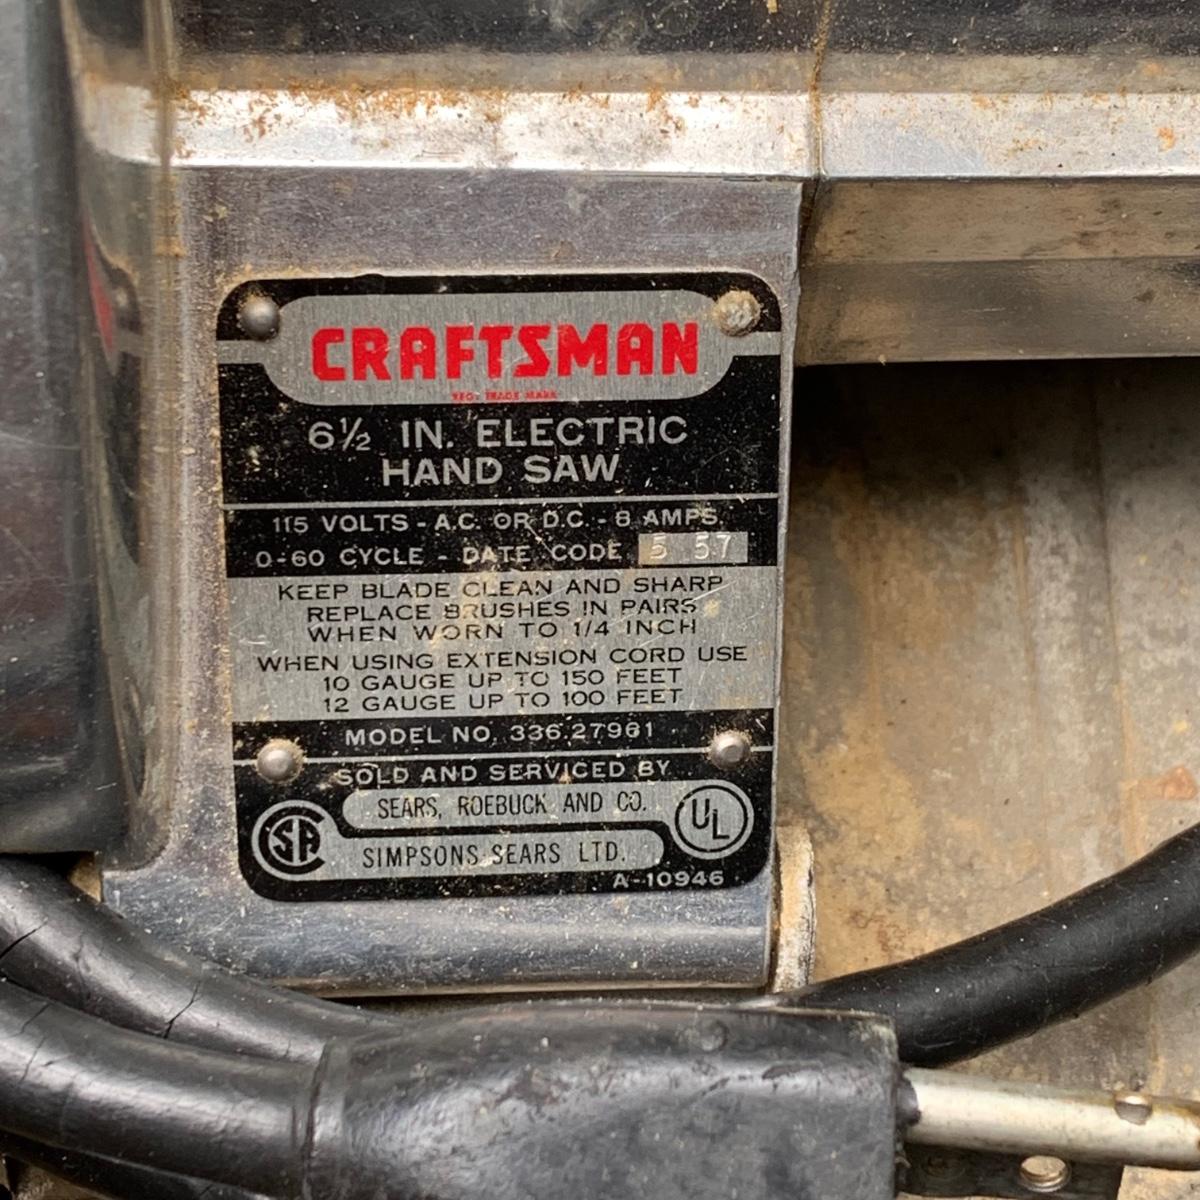 CRAFTSMAN
REG. TRADE MARK
6½ IN. ELECTRIC
HAND SAW
115 VOLTS - A.C. OR D.C. - 8 AMPS.
0-60 CYCLE - DATE CODE 5 57
KEEP BLADE CLEAN AND SHARP
REPLACE BRUSHES IN PAIRS
WHEN WORN TO 1/4 INCH
WHEN USING EXTENSION CORD USE
10 GAUGE UP TO 150 FEET
12 GAUGE UP TO 100 FEET
MODEL NO. 336.27961
SOLD AND SERVICED BY
SEARS, ROEBUCK AND CO.
SA
UL
SIMPSONS-SEARS LTD.
A-10946